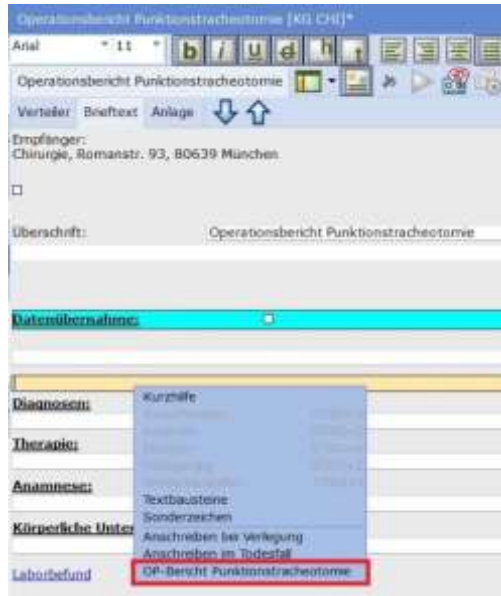 Operationsbericht Punktionstracheotomie [KG CHI]*
Arial 11 b i u d h t
Operationsbericht Punktionstracheotomie
Verteiler Brieftext Anlage
Empfänger:
Chirurgie, Romanstr. 93, 80639 München
Überschrift: Operationsbericht Punktionstracheotomie
Datenübernahme:
Kurzhilfe
Diagnosen:
Therapie:
Anamnese:
Textbausteine
Sonderzeichen
Körperliche Unter
Anschreiben bei Verlegung
Anschreiben im Todesfall
OP-Bericht Punktionstracheotomie
Laborbefund